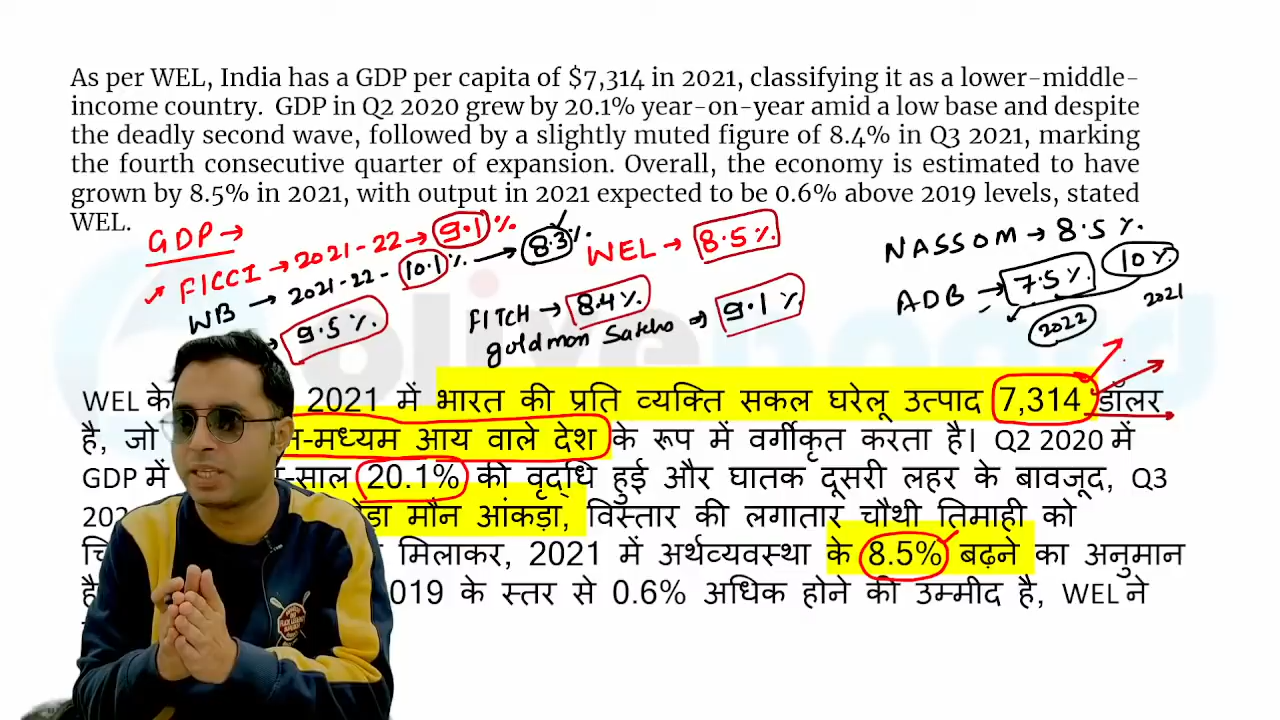 As per WEL, India has a GDP per capita of $7,314 in 2021, classifying it as a lower-middle-
income country. GDP in Q2 2020 grew by 20.1% year-on-year amid a low base and despite
the deadly second wave, followed by a slightly muted figure of 8.4% in Q3 2021, marking
the fourth consecutive quarter of expansion. Overall, the economy is estimated to have
grown by 8.5% in 2021, with output in 2021 expected to be 0.6% above 2019 levels, stated
WEL.
GDP →
FICCI → 2021-22 → 9.1%
WB → 2021-22 - 10.1% → 8.3%
9.5%
WEL → 8.5%
FITCH → 8.4%
goldmon Satchs → 9.1%
NASSOM → 8.5%
ADB → 7.5% 10%
2022 2021
WEL के 2021 में भारत की प्रति व्यक्ति सकल घरेलू उत्पाद 7,314 डॉलर
है, जो -मध्यम आय वाले देश के रूप में वर्गीकृत करता है। Q2 2020 में
GDP में -साल 20.1% की वृद्धि हुई और घातक दूसरी लहर के बावजूद, Q3
मौन आंकड़ा, विस्तार की लगातार चौथी तिमाही को
मिलाकर, 2021 में अर्थव्यवस्था के 8.5% बढ़ने का अनुमान
019 के स्तर से 0.6% अधिक होने की उम्मीद है, WEL ने